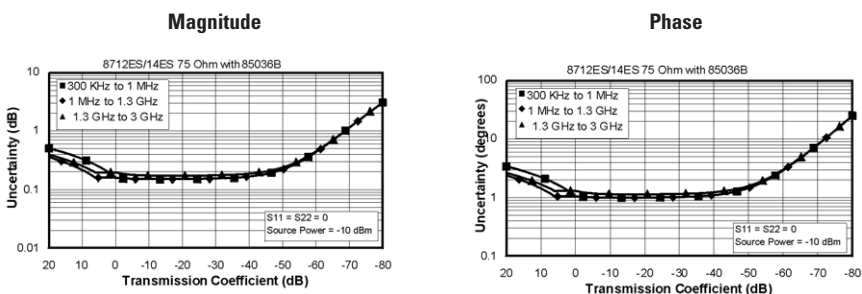 Magnitude
8712ES/14ES 75 Ohm with 85036B
10
1
0.1
0.01
Uncertainty (dB)
300 KHz to 1 MHz
1 MHz to 1.3 GHz
1.3 GHz to 3 GHz
S11 = S22 = 0
Source Power = -10 dBm
20 10 0 -10 -20 -30 -40 -50 -60 -70 -80
Transmission Coefficient (dB)
Phase
8712ES/14ES 75 Ohm with 85036B
100
10
1
0.1
Uncertainty (degrees)
300 KHz to 1 MHz
1 MHz to 1.3 GHz
1.3 GHz to 3 GHz
S11 = S22 = 0
Source Power = -10 dBm
20 10 0 -10 -20 -30 -40 -50 -60 -70 -80
Transmission Coefficient (dB)